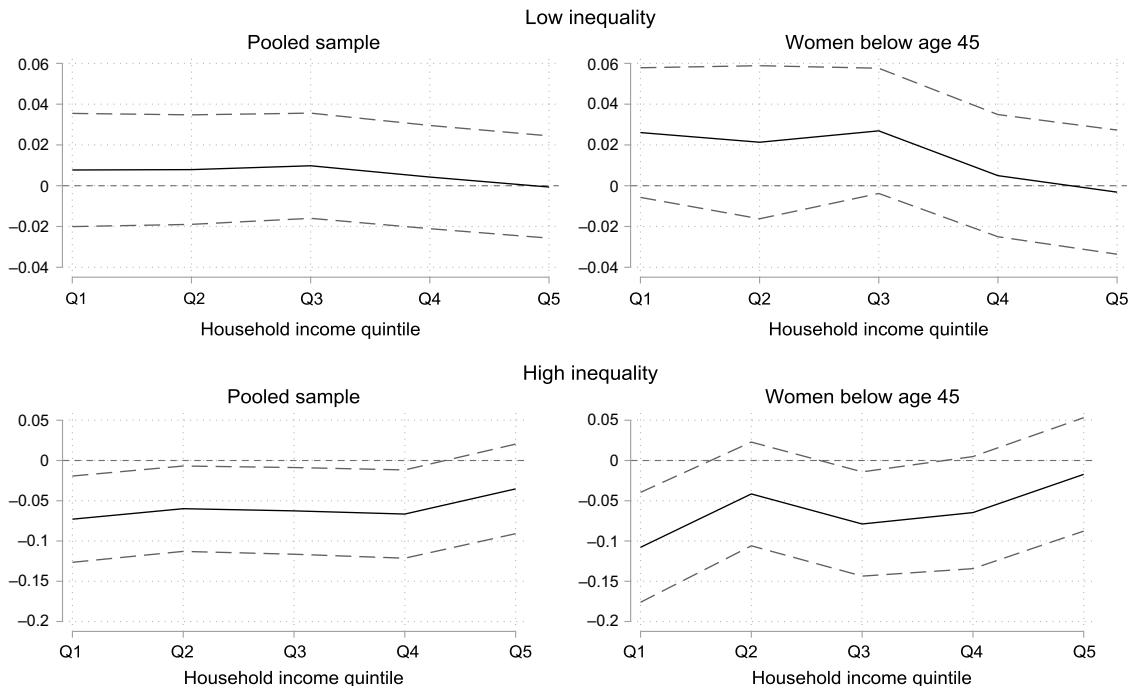 Low inequality
Pooled sample
0.06
0.04
0.02
0
–0.02
–0.04
Q1 Q2 Q3 Q4 Q5
Household income quintile
Women below age 45
0.06
0.04
0.02
0
–0.02
–0.04
Q1 Q2 Q3 Q4 Q5
Household income quintile
High inequality
Pooled sample
0.05
0
–0.05
–0.1
–0.15
–0.2
Q1 Q2 Q3 Q4 Q5
Household income quintile
Women below age 45
0.05
0
–0.05
–0.1
–0.15
–0.2
Q1 Q2 Q3 Q4 Q5
Household income quintile